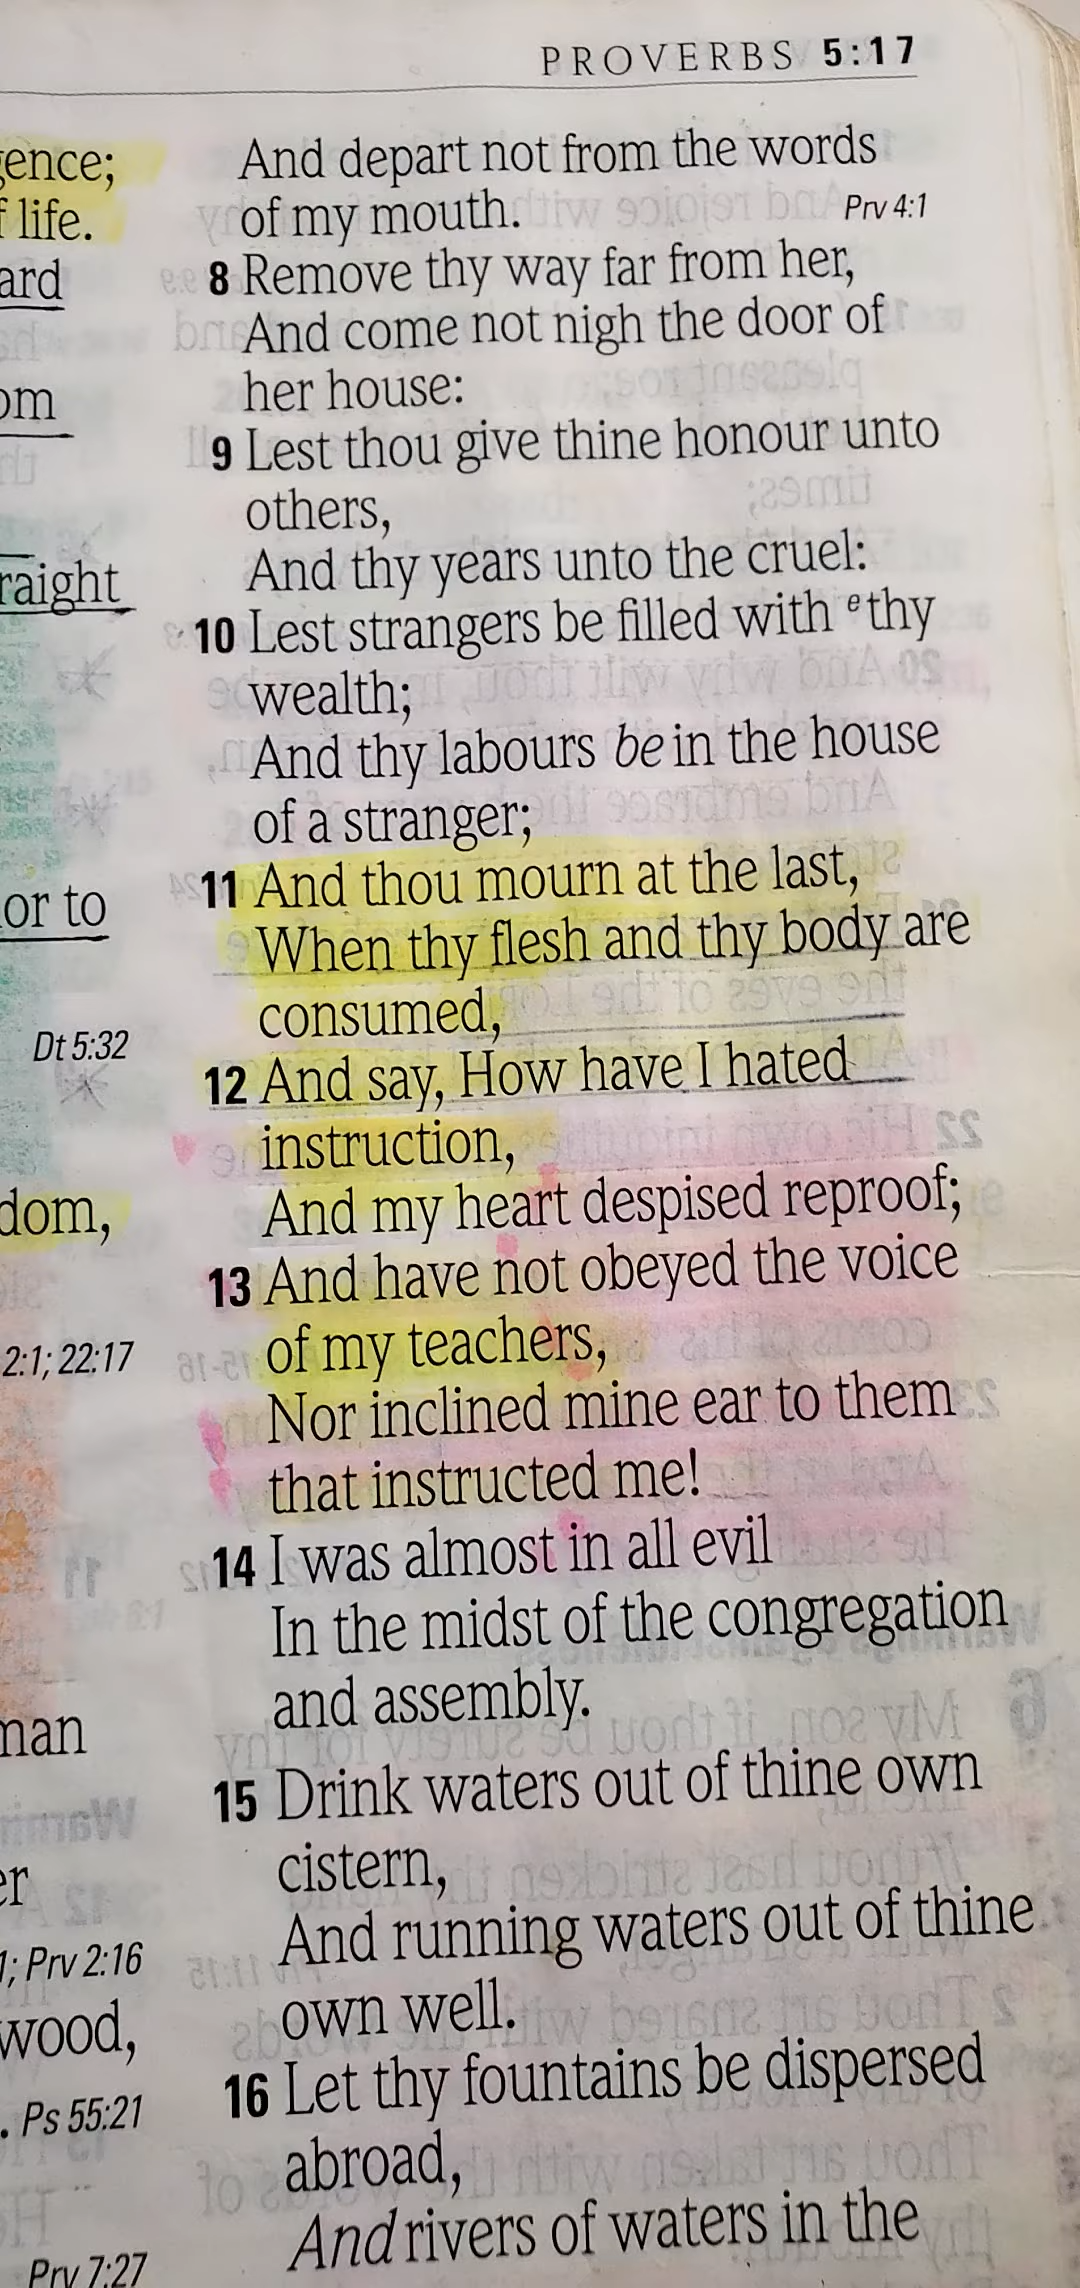 PROVERBS 5:17
gence;
f life.
ard
om
raight
or to
Dt 5:32
dom,
2:1; 22:17
man
er
1; Prv 2:16
wood,
. Ps 55:21
Prv 7:27
And depart not from the words
of my mouth. Prv 4:1
8 Remove thy way far from her,
And come not nigh the door of
her house:
9 Lest thou give thine honour unto
others,
And thy years unto the cruel:
10 Lest strangers be filled with e thy
wealth;
And thy labours be in the house
of a stranger;
11 And thou mourn at the last,
When thy flesh and thy body are
consumed,
12 And say, How have I hated
instruction,
And my heart despised reproof;
13 And have not obeyed the voice
of my teachers,
Nor inclined mine ear to them
that instructed me!
14 I was almost in all evil
In the midst of the congregation
and assembly.
15 Drink waters out of thine own
cistern,
And running waters out of thine
own well.
16 Let thy fountains be dispersed
abroad,
And rivers of waters in the